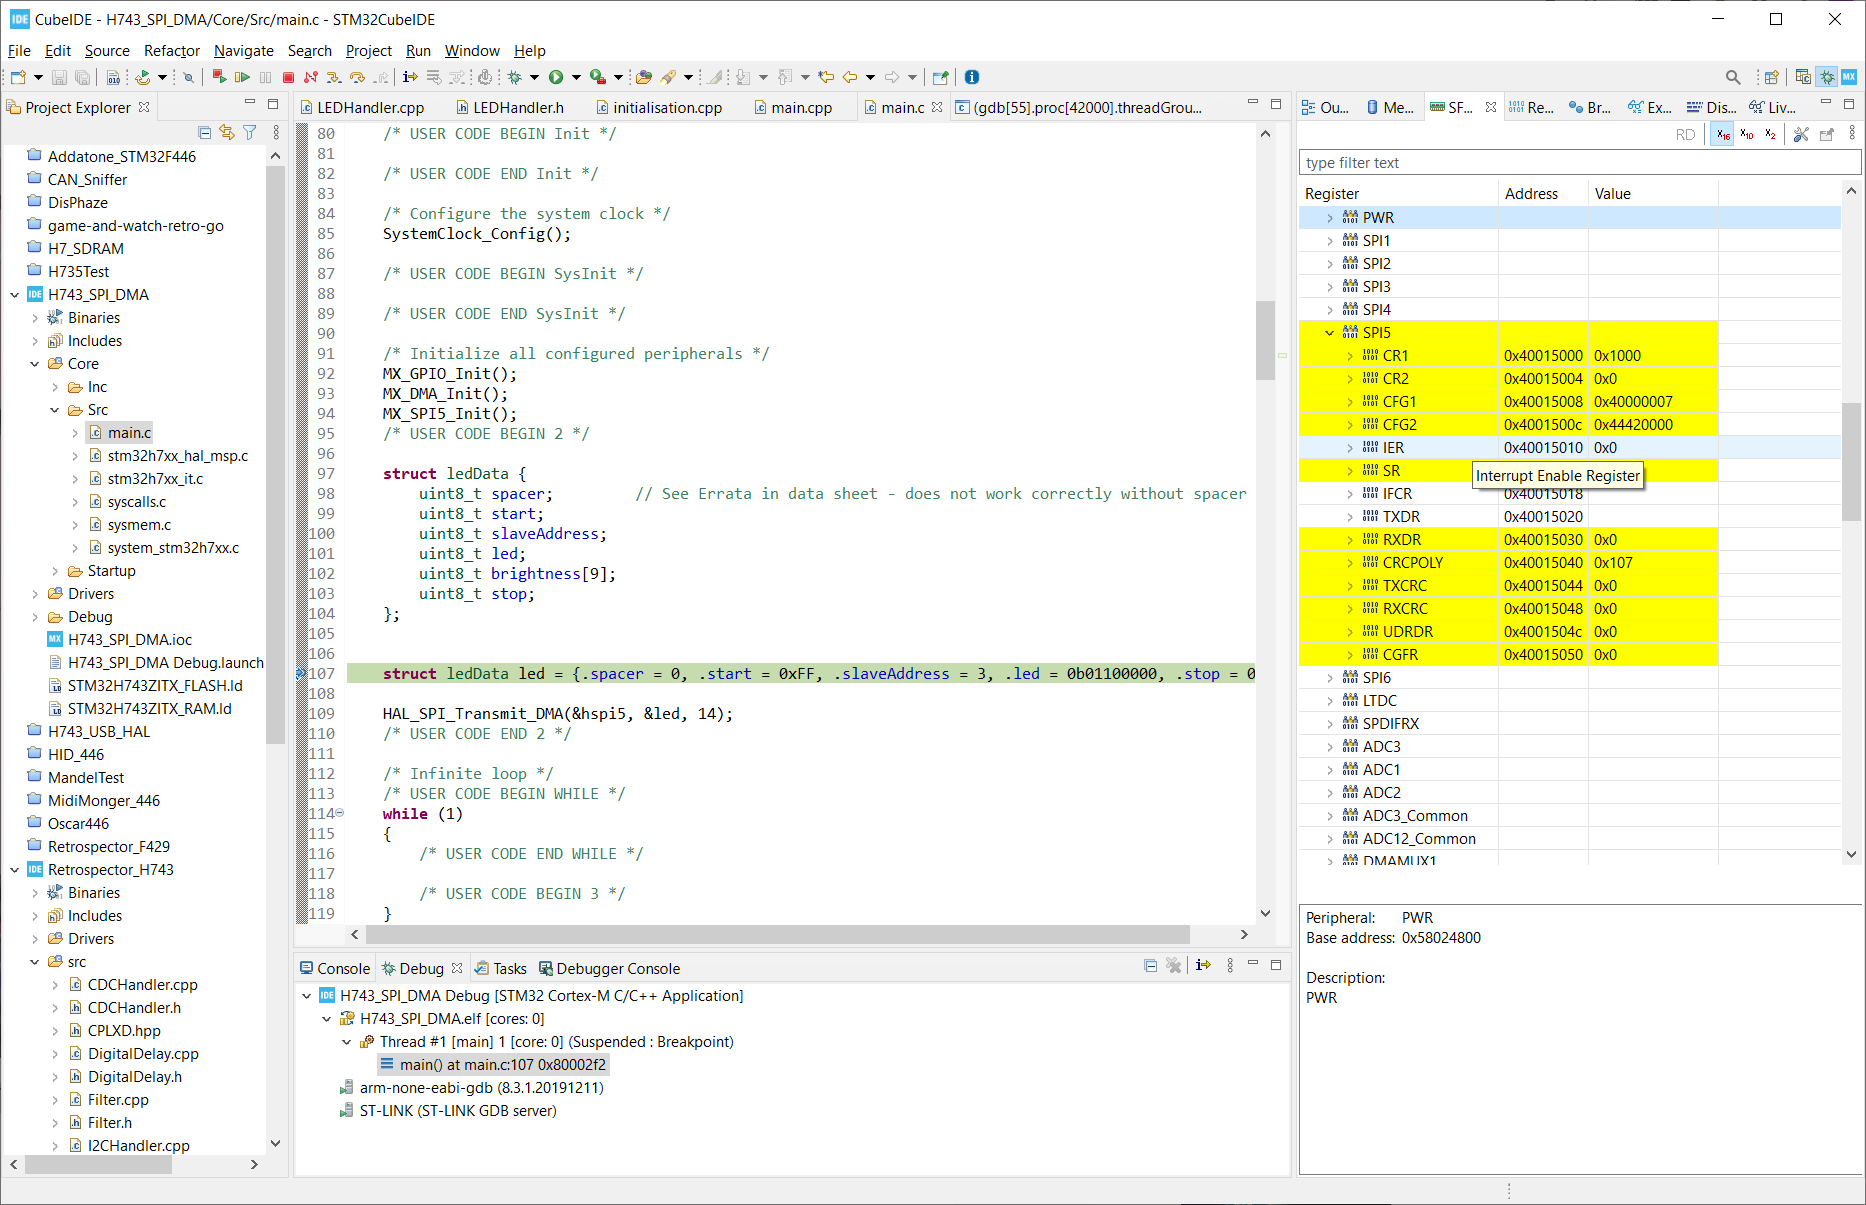 IDE CubeIDE - H743_SPI_DMA/Core/Src/main.c - STM32CubeIDE
File Edit Source Refactor Navigate Search Project Run Window Help
Project Explorer
Addatone_STM32F446
CAN_Sniffer
DisPhaze
game-and-watch-retro-go
H7_SDRAM
H735Test
IDE H743_SPI_DMA
Binaries
Includes
Core
Inc
Src
main.c
stm32h7xx_hal_msp.c
stm32h7xx_it.c
syscalls.c
sysmem.c
system_stm32h7xx.c
Startup
Drivers
Debug
MX H743_SPI_DMA.ioc
H743_SPI_DMA Debug.launch
STM32H743ZITX_FLASH.ld
STM32H743ZITX_RAM.ld
H743_USB_HAL
HID_446
MandelTest
MidiMonger_446
Oscar446
Retrospector_F429
IDE Retrospector_H743
Binaries
Includes
Drivers
src
CDCHandler.cpp
CDCHandler.h
CPLXD.hpp
DigitalDelay.cpp
DigitalDelay.h
Filter.cpp
Filter.h
I2CHandler.cpp
LEDHandler.cpp LEDHandler.h initialisation.cpp main.cpp main.c (gdb[55].proc[42000].threadGrou...
80 /* USER CODE BEGIN Init */
81
82 /* USER CODE END Init */
83
84 /* Configure the system clock */
85 SystemClock_Config();
86
87 /* USER CODE BEGIN SysInit */
88
89 /* USER CODE END SysInit */
90
91 /* Initialize all configured peripherals */
92 MX_GPIO_Init();
93 MX_DMA_Init();
94 MX_SPI5_Init();
95 /* USER CODE BEGIN 2 */
96
97 struct ledData {
98 uint8_t spacer; // See Errata in data sheet - does not work correctly without spacer
99 uint8_t start;
100 uint8_t slaveAddress;
101 uint8_t led;
102 uint8_t brightness[9];
103 uint8_t stop;
104 };
105
106
107 struct ledData led = {.spacer = 0, .start = 0xFF, .slaveAddress = 3, .led = 0b01100000, .stop = 0
108
109 HAL_SPI_Transmit_DMA(&hspi5, &led, 14);
110 /* USER CODE END 2 */
111
112 /* Infinite loop */
113 /* USER CODE BEGIN WHILE */
114 while (1)
115 {
116 /* USER CODE END WHILE */
117
118 /* USER CODE BEGIN 3 */
119 }
Console Debug Tasks Debugger Console
IDE H743_SPI_DMA Debug [STM32 Cortex-M C/C++ Application]
H743_SPI_DMA.elf [cores: 0]
Thread #1 [main] 1 [core: 0] (Suspended : Breakpoint)
main() at main.c:107 0x80002f2
arm-none-eabi-gdb (8.3.1.20191211)
ST-LINK (ST-LINK GDB server)
Ou... Me... SF... Re... Br... Ex... Dis... Liv...
RD X16 X10 X2
type filter text
Register Address Value
PWR
SPI1
SPI2
SPI3
SPI4
SPI5
CR1 0x40015000 0x1000
CR2 0x40015004 0x0
CFG1 0x40015008 0x40000007
CFG2 0x4001500c 0x44420000
IER 0x40015010 0x0
SR
Interrupt Enable Register
IFCR 0x40015018
TXDR 0x40015020
RXDR 0x40015030 0x0
CRCPOLY 0x40015040 0x107
TXCRC 0x40015044 0x0
RXCRC 0x40015048 0x0
UDRDR 0x4001504c 0x0
CGFR 0x40015050 0x0
SPI6
LTDC
SPDIFRX
ADC3
ADC1
ADC2
ADC3_Common
ADC12_Common
DMAMUX1
Peripheral: PWR
Base address: 0x58024800
Description:
PWR